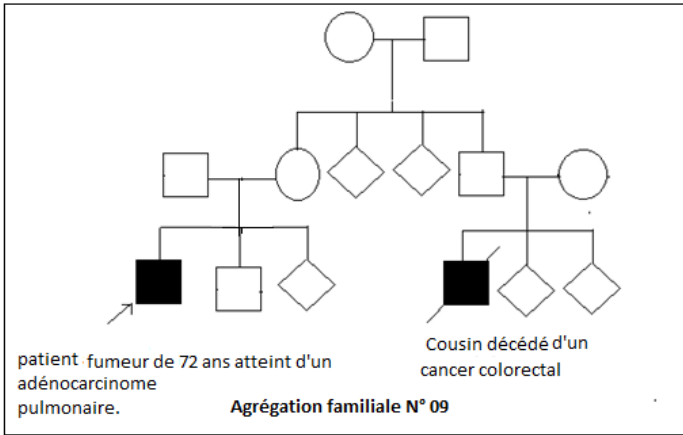 patient fumeur de 72 ans atteint d'un
adénocarcinome
pulmonaire.
Cousin décédé d'un
cancer colorectal
Agrégation familiale N° 09